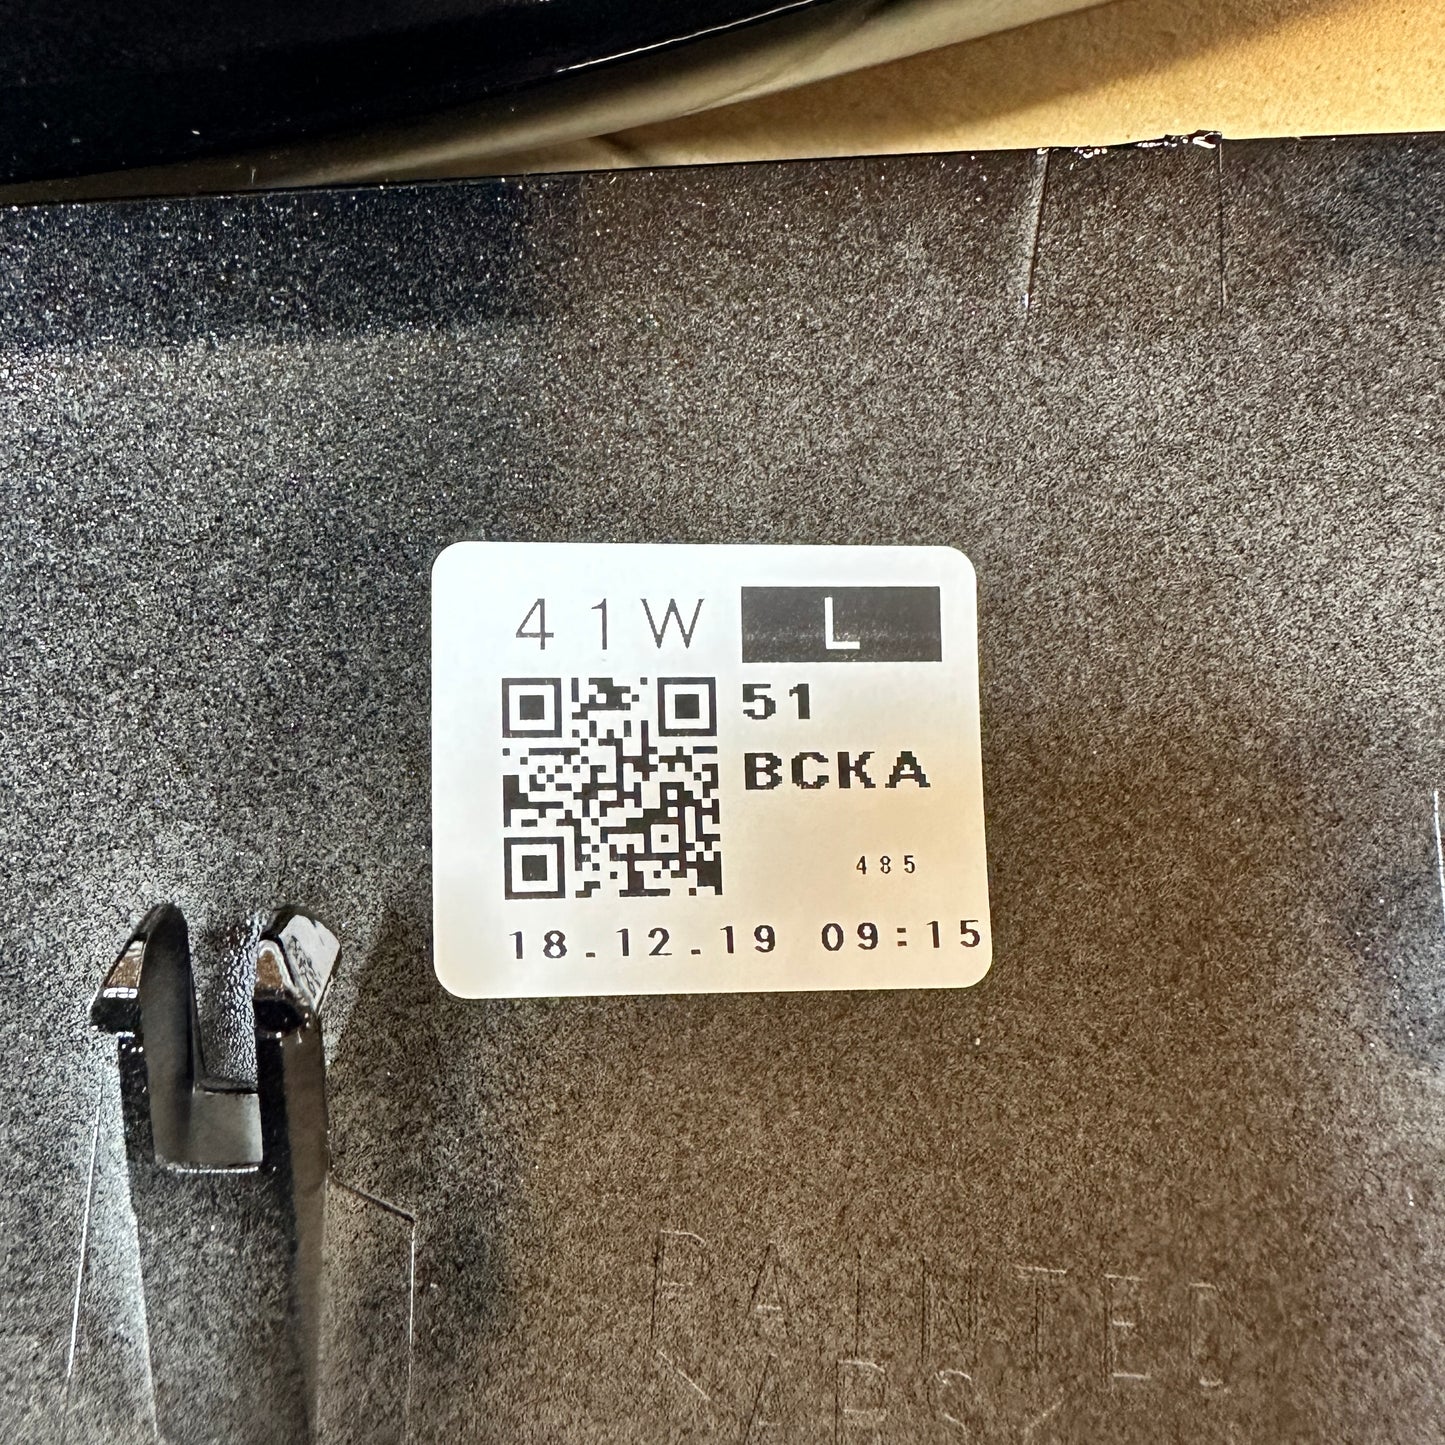 41W L
51
BCKA
485
18.12.19 09:15
PAINTED